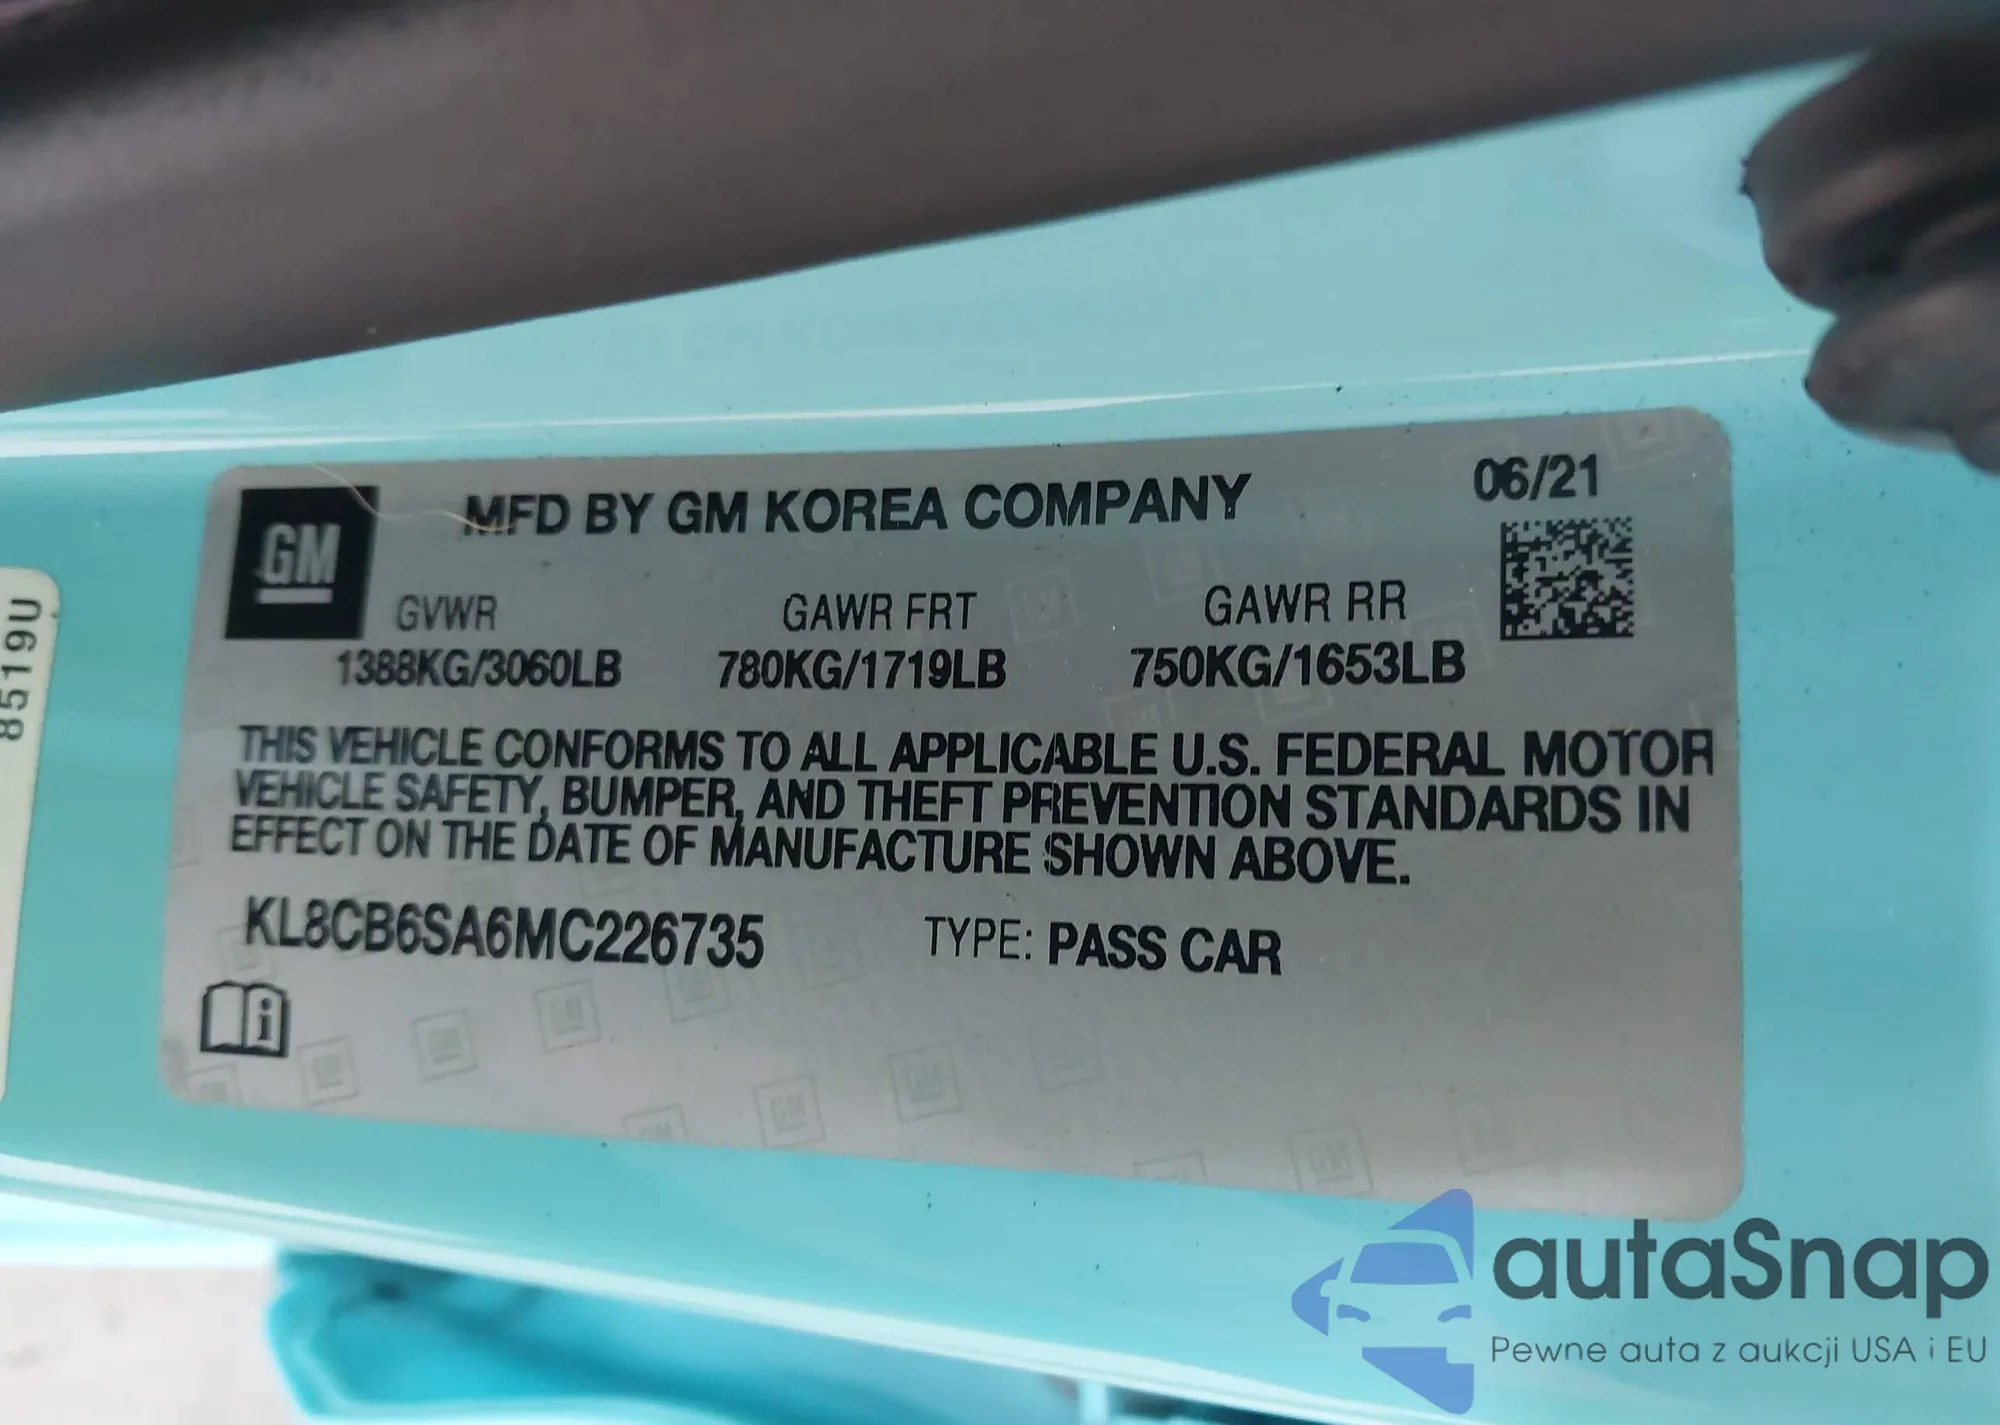 GM
MFD BY GM KOREA COMPANY
06/21
GVWR
GAWR FRT
GAWR RR
1388KG/3060LB
780KG/1719LB
750KG/1653LB
THIS VEHICLE CONFORMS TO ALL APPLICABLE U.S. FEDERAL MOTOR
VEHICLE SAFETY, BUMPER, AND THEFT PREVENTION STANDARDS IN
EFFECT ON THE DATE OF MANUFACTURE SHOWN ABOVE.
KL8CB6SA6MC226735
TYPE: PASS CAR
8519U
autaSnap
Pewne auta z aukcji USA i EU